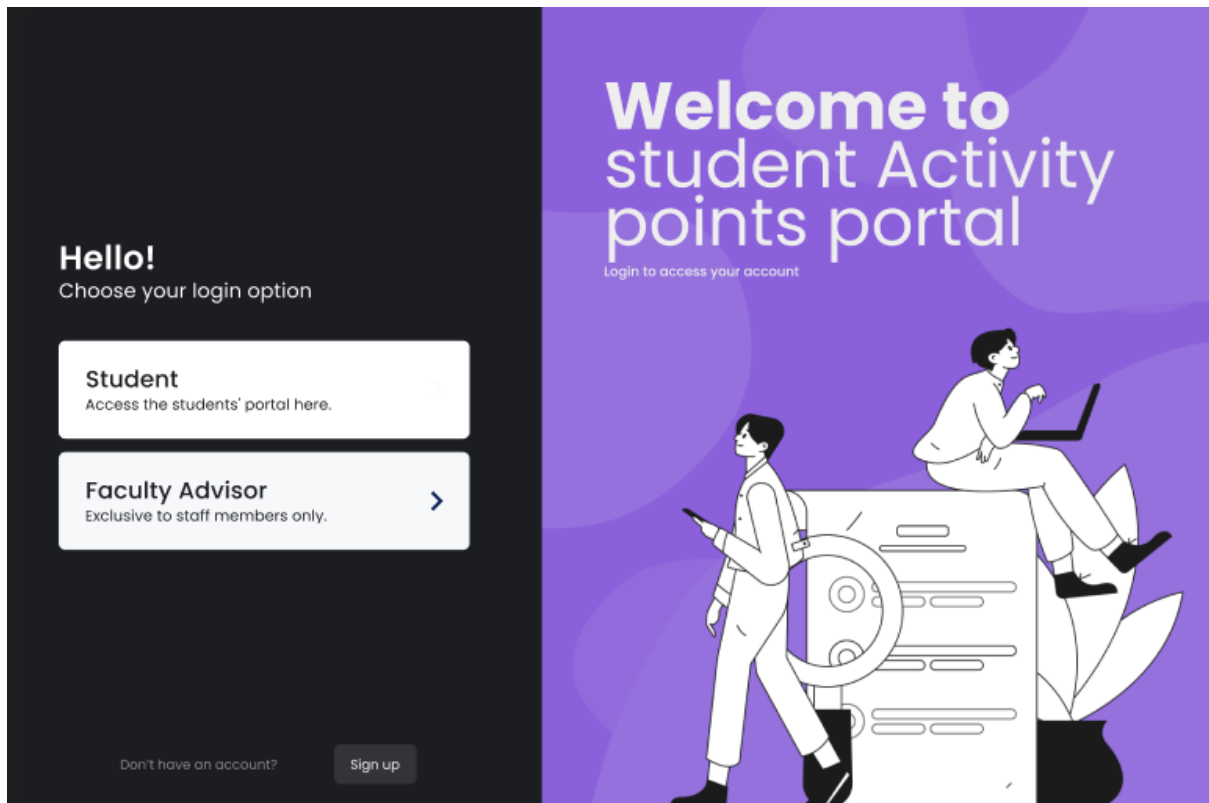 Hello!
Choose your login option
Student
Access the students' portal here.
Faculty Advisor
Exclusive to staff members only.
Don't have an account?
Sign up
Welcome to
student Activity
points portal
Login to access your account